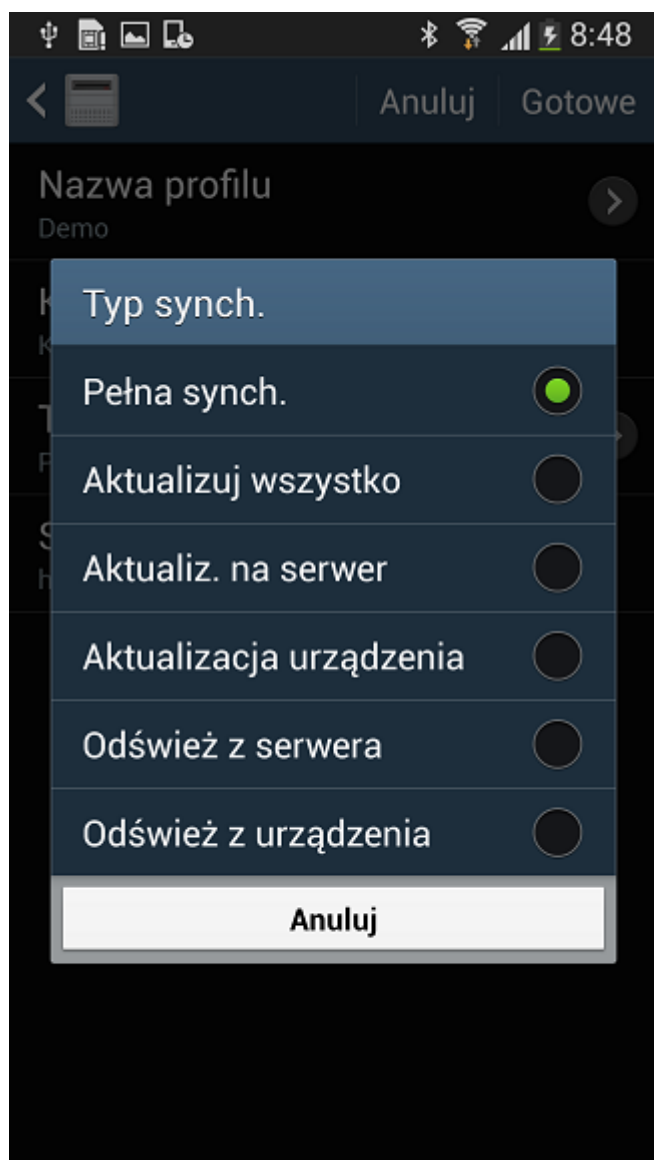 8:48
Anuluj Gotowe
Nazwa profilu
Demo
Typ synch.
Pełna synch.
Aktualizuj wszystko
Aktualiz. na serwer
Aktualizacja urządzenia
Odśwież z serwera
Odśwież z urządzenia
Anuluj